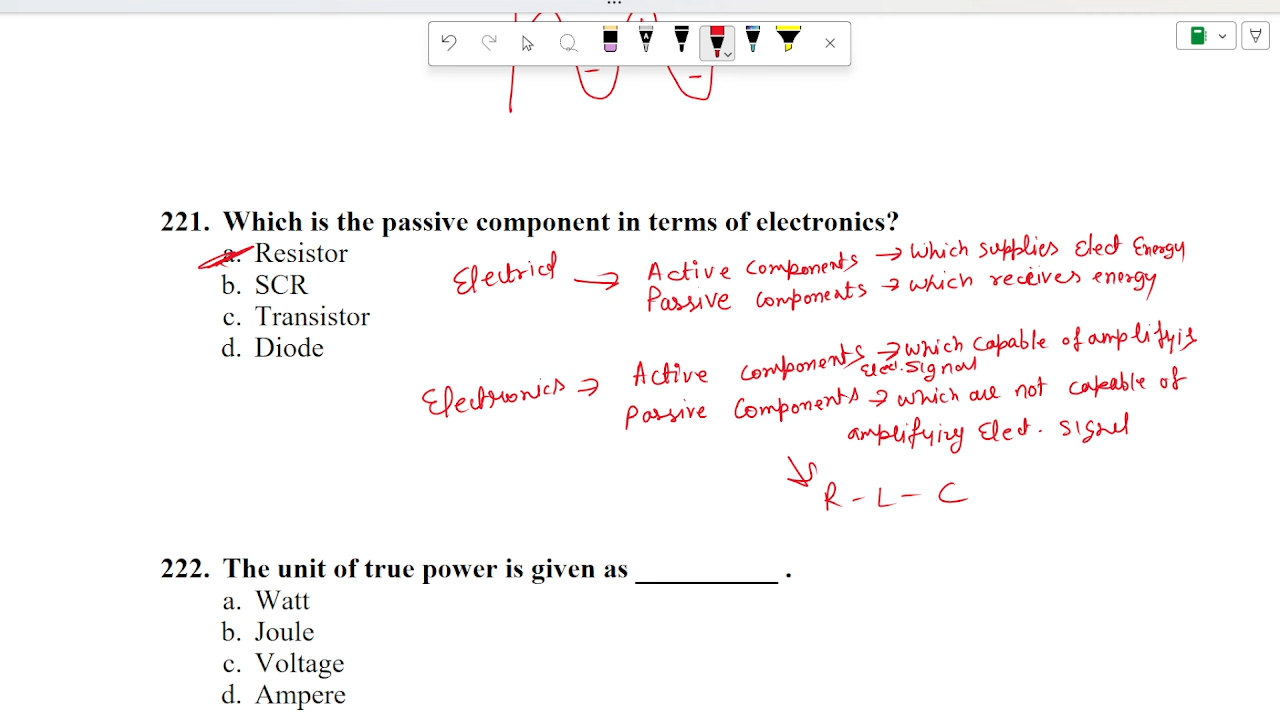 221. Which is the passive component in terms of electronics?
a. Resistor
b. SCR
c. Transistor
d. Diode
Electrical → Active components → which supplies Elect Energy
Passive components → which receives energy
Electronics → Active components → which capable of amplifyig
Elect. Signal
Passive components → which are not capable of
amplifying Elect. signal
R - L - C
222. The unit of true power is given as __________ .
a. Watt
b. Joule
c. Voltage
d. Ampere